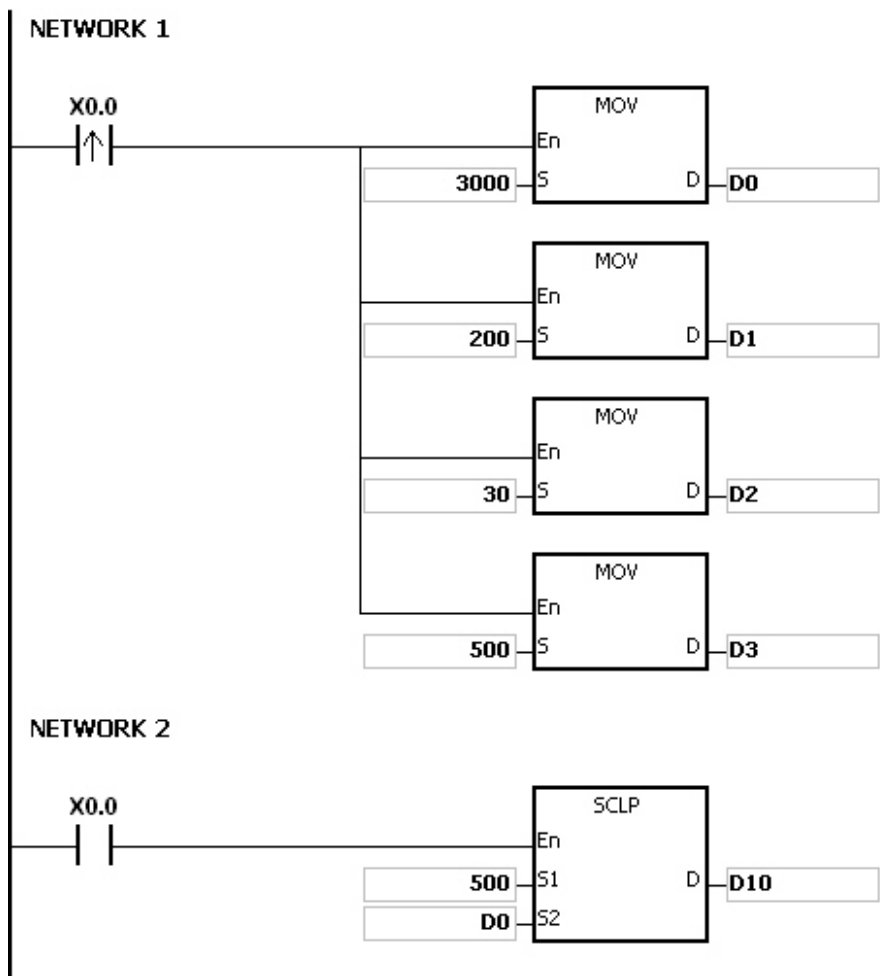 NETWORK 1
X0.0
MOV
En
3000 S D D0
MOV
En
200 S D D1
MOV
En
30 S D D2
MOV
En
500 S D D3
NETWORK 2
X0.0
SCLP
En
500 S1 D D10
D0 S2